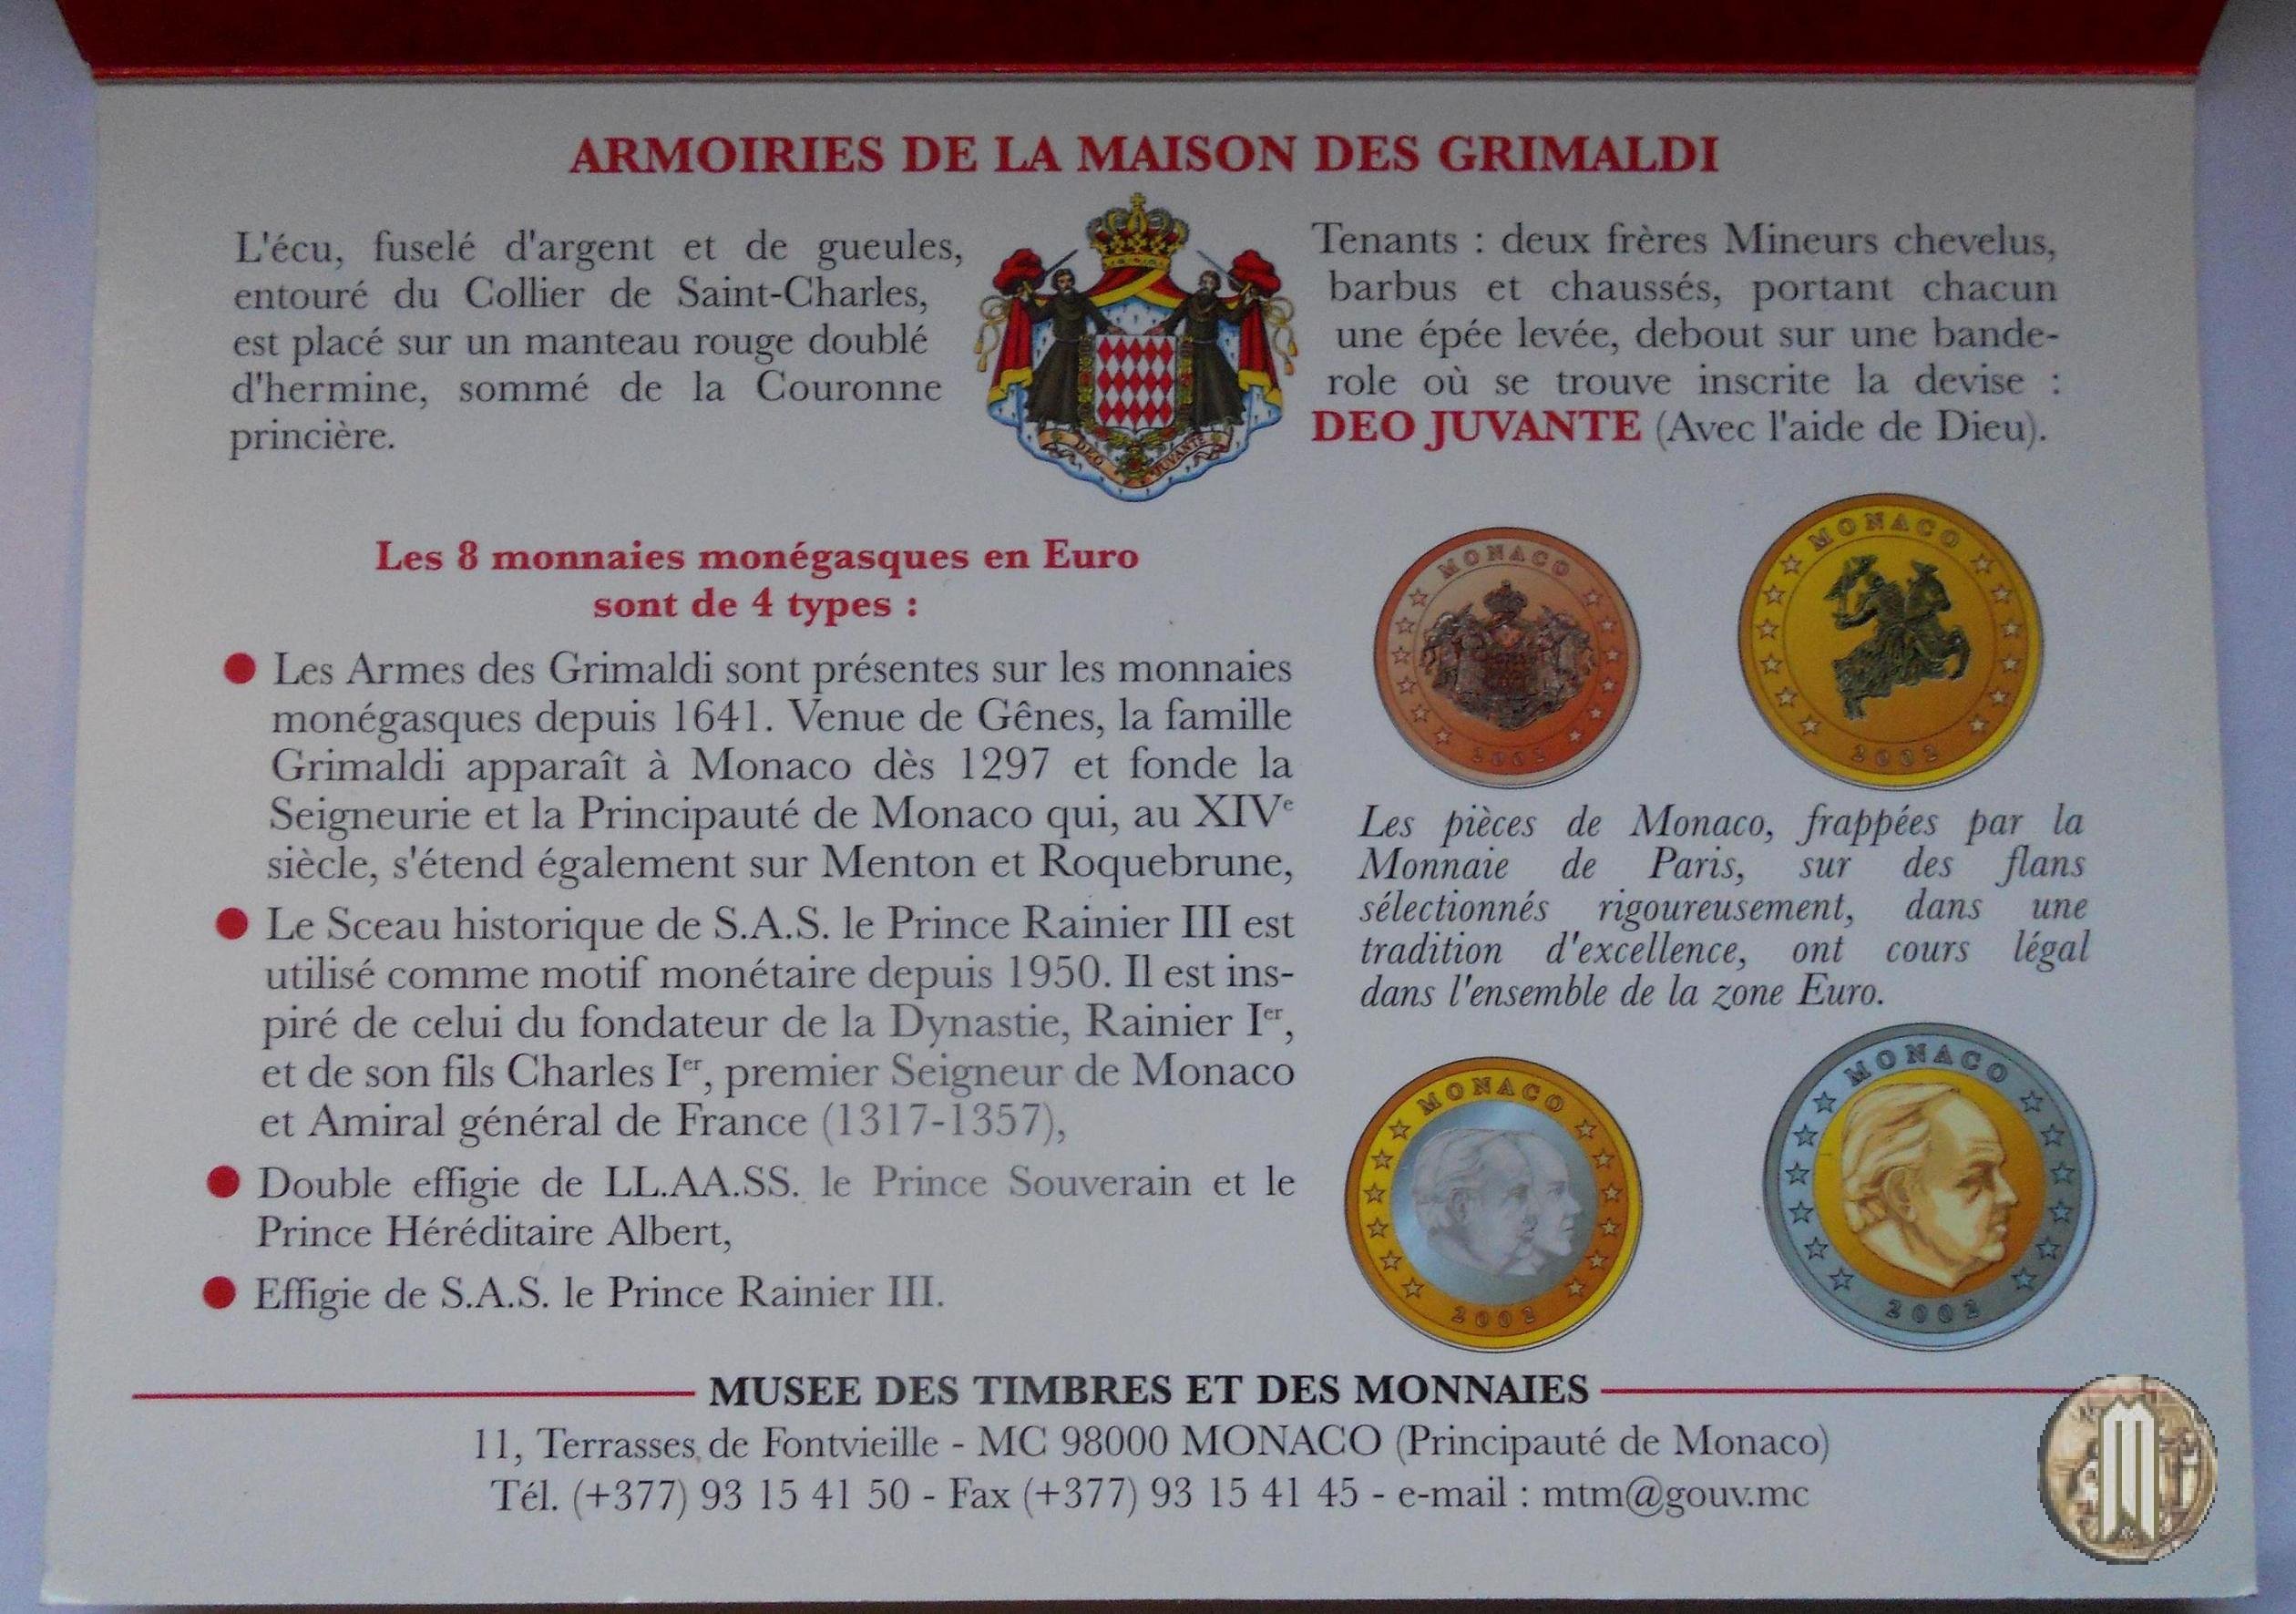 ARMOIRIES DE LA MAISON DES GRIMALDI
L'écu, fuselé d'argent et de gueules,
entouré du Collier de Saint-Charles,
est placé sur un manteau rouge doublé
d'hermine, sommé de la Couronne
princière.
DEO JUVANTE
Tenants : deux frères Mineurs chevelus,
barbus et chaussés, portant chacun
une épée levée, debout sur une bande-
role où se trouve inscrite la devise :
DEO JUVANTE (Avec l'aide de Dieu).
Les 8 monnaies monégasques en Euro
sont de 4 types :
● Les Armes des Grimaldi sont présentes sur les monnaies
monégasques depuis 1641. Venue de Gênes, la famille
Grimaldi apparaît à Monaco dès 1297 et fonde la
Seigneurie et la Principauté de Monaco qui, au XIVe
siècle, s'étend également sur Menton et Roquebrune,
● Le Sceau historique de S.A.S. le Prince Rainier III est
utilisé comme motif monétaire depuis 1950. Il est ins-
piré de celui du fondateur de la Dynastie, Rainier Ier,
et de son fils Charles Ier, premier Seigneur de Monaco
et Amiral général de France (1317-1357),
● Double effigie de LL.AA.SS. le Prince Souverain et le
Prince Héréditaire Albert,
● Effigie de S.A.S. le Prince Rainier III.
MONACO
2002
MONACO
2002
Les pièces de Monaco, frappées par la
Monnaie de Paris, sur des flans
sélectionnés rigoureusement, dans une
tradition d'excellence, ont cours légal
dans l'ensemble de la zone Euro.
MONACO
2002
MONACO
2002
MUSEE DES TIMBRES ET DES MONNAIES
11, Terrasses de Fontvieille - MC 98000 MONACO (Principauté de Monaco)
Tél. (+377) 93 15 41 50 - Fax (+377) 93 15 41 45 - e-mail : mtm@gouv.mc